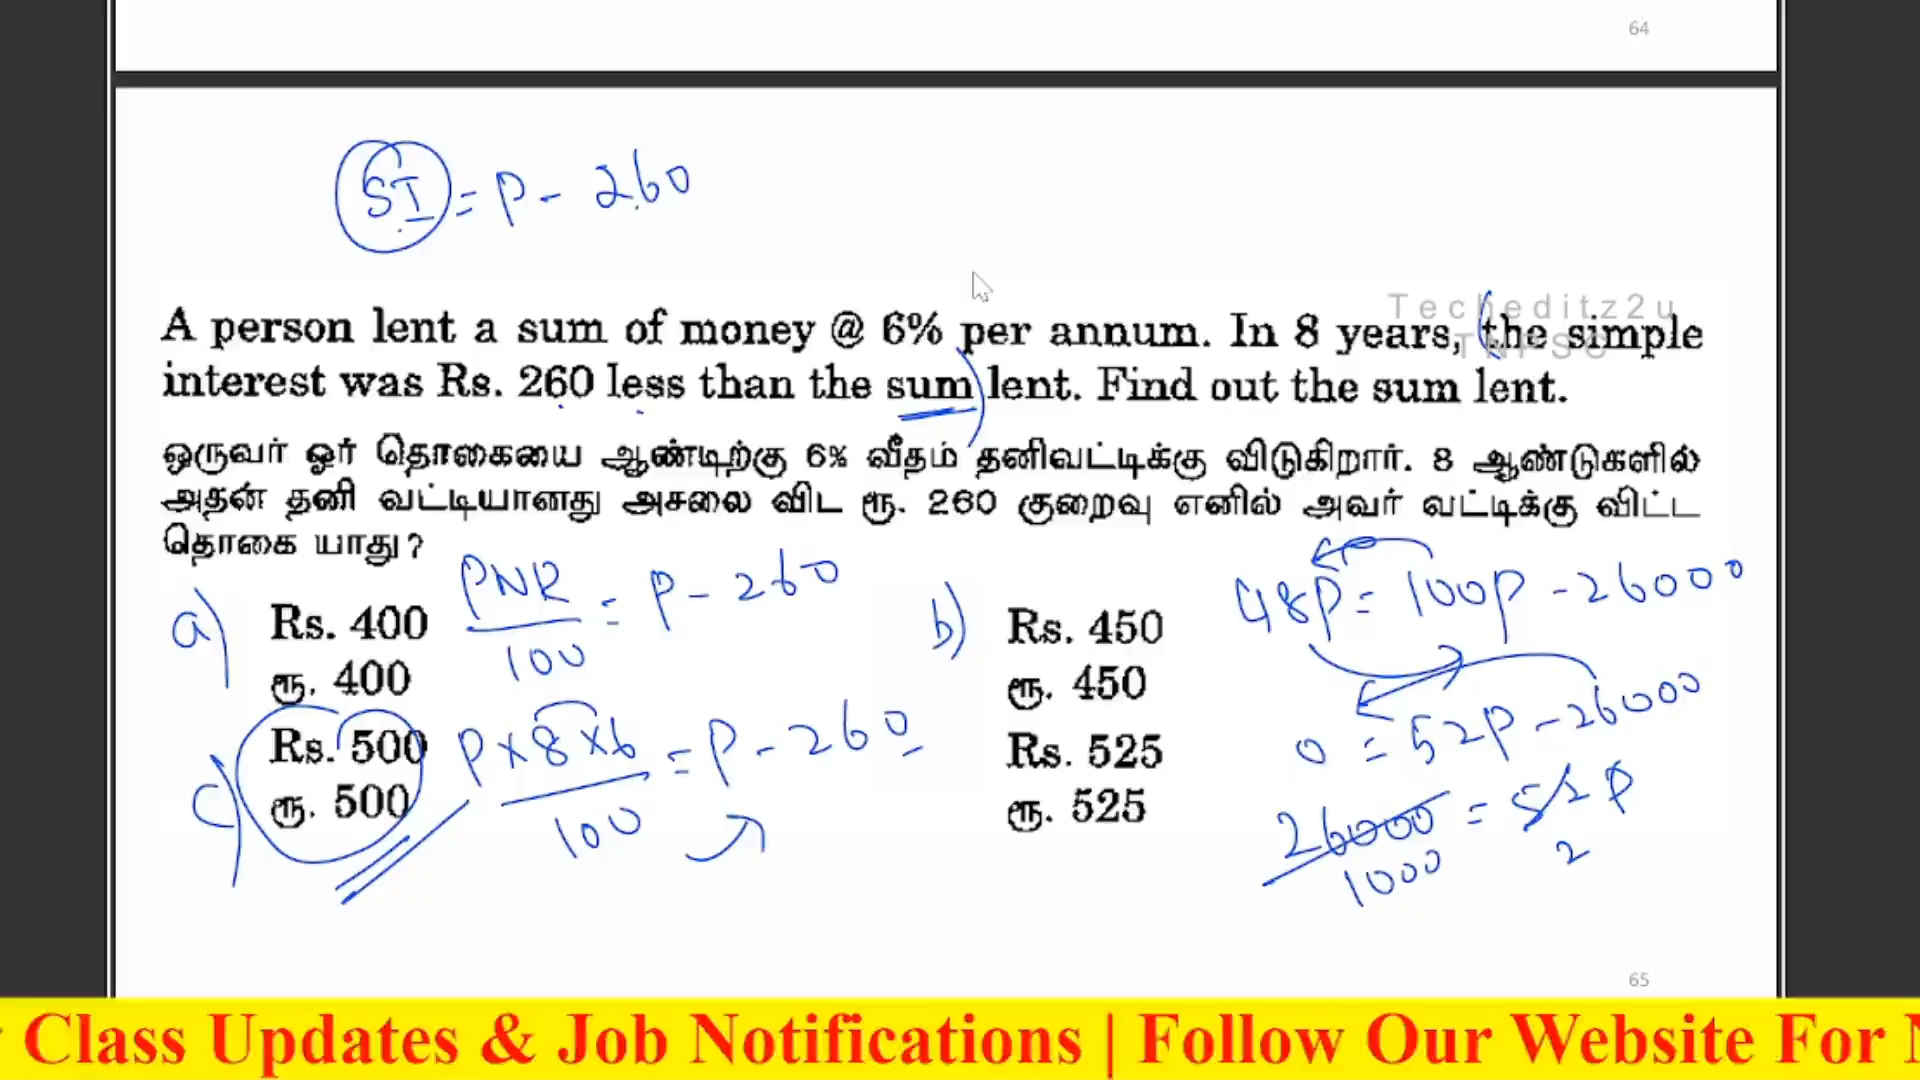 64
SI = P - 260
Techeditz2u
TNPSC
A person lent a sum of money @ 6% per annum. In 8 years, the simple
interest was Rs. 260 less than the sum lent. Find out the sum lent.
ஒருவர் ஓர் தொகையை ஆண்டிற்கு 6% வீதம் தனிவட்டிக்கு விடுகிறார். 8 ஆண்டுகளில்
அதன் தனி வட்டியானது அசலை விட ரூ. 260 குறைவு எனில் அவர் வட்டிக்கு விட்ட
தொகை யாது?
a) Rs. 400
ரூ. 400
PNR/100 = P - 260
b) Rs. 450
ரூ. 450
48P = 100P - 26000
c) Rs. 500
ரூ. 500
P×8×6/100 = P - 260
Rs. 525
ரூ. 525
0 = 52P - 26000
26000 = 52P
1000 2
65
Class Updates & Job Notifications | Follow Our Website For